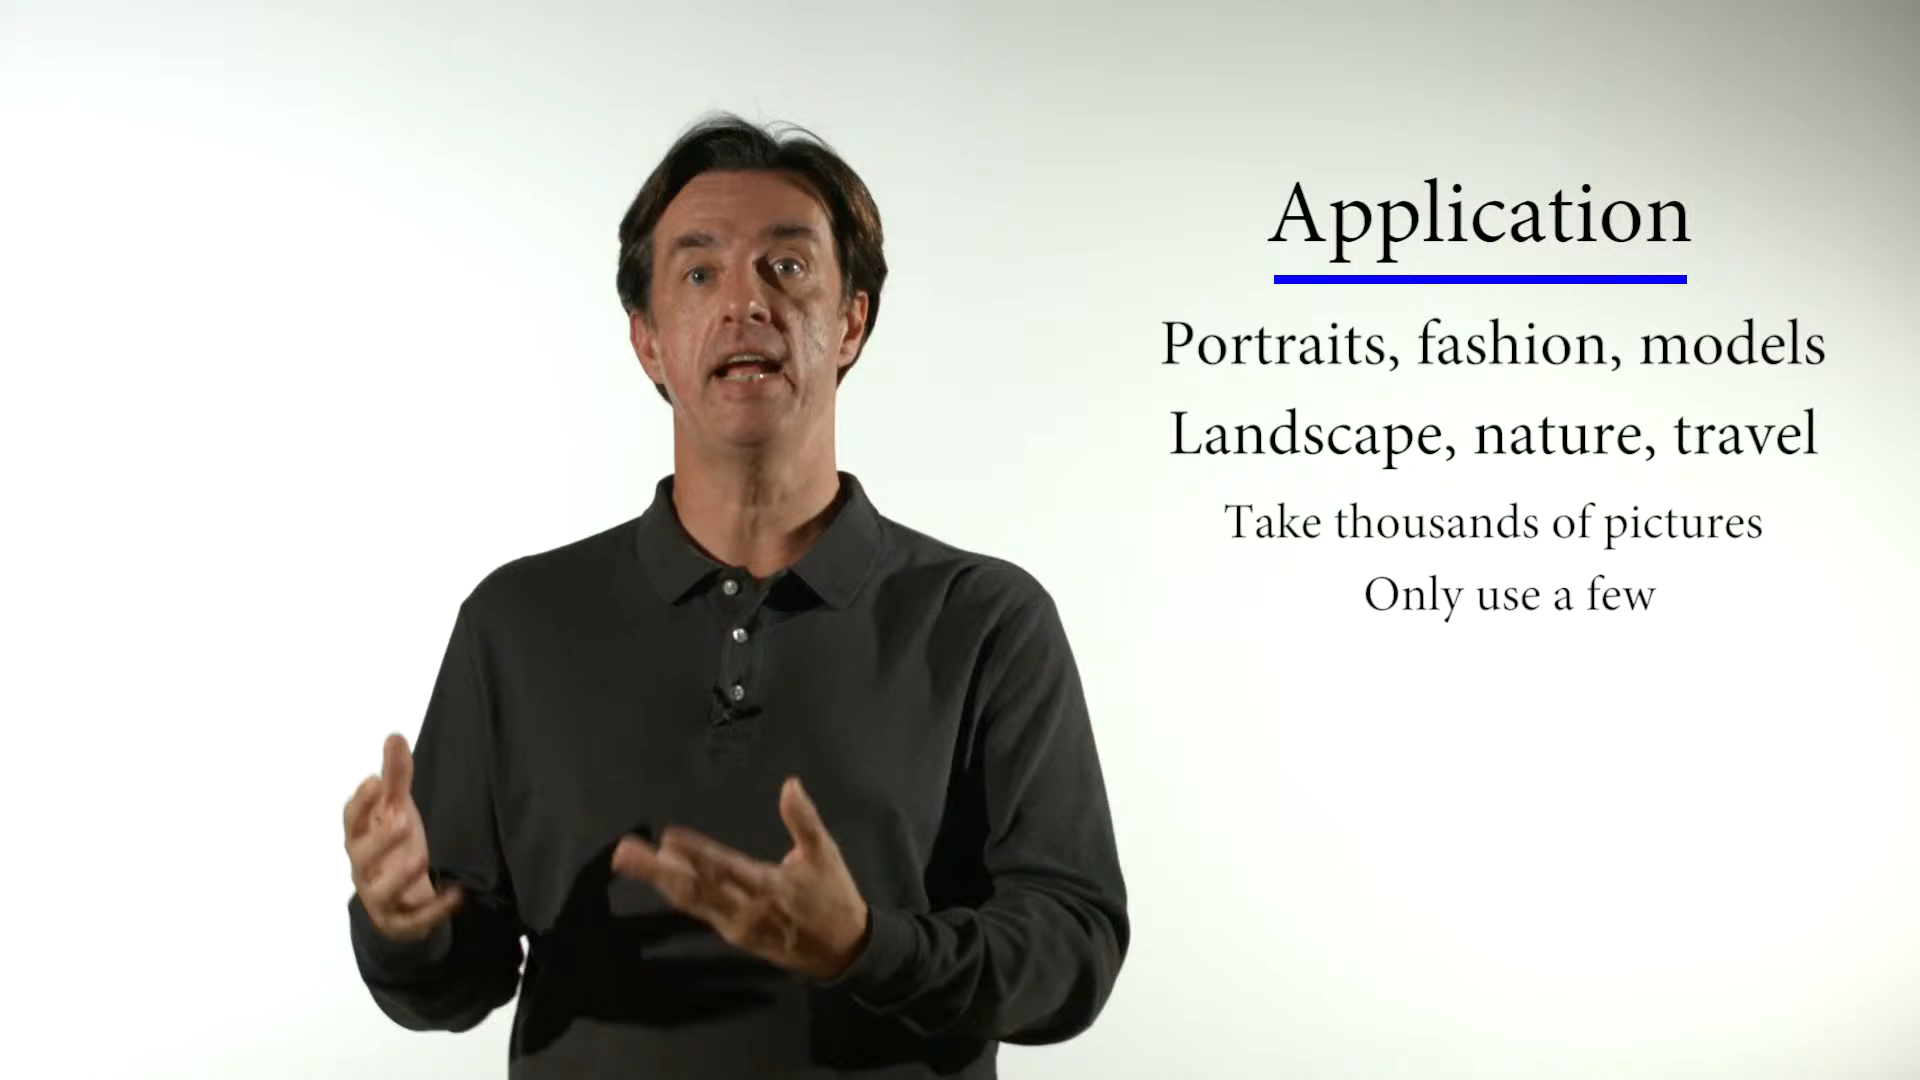 Application
Portraits, fashion, models
Landscape, nature, travel
Take thousands of pictures
Only use a few